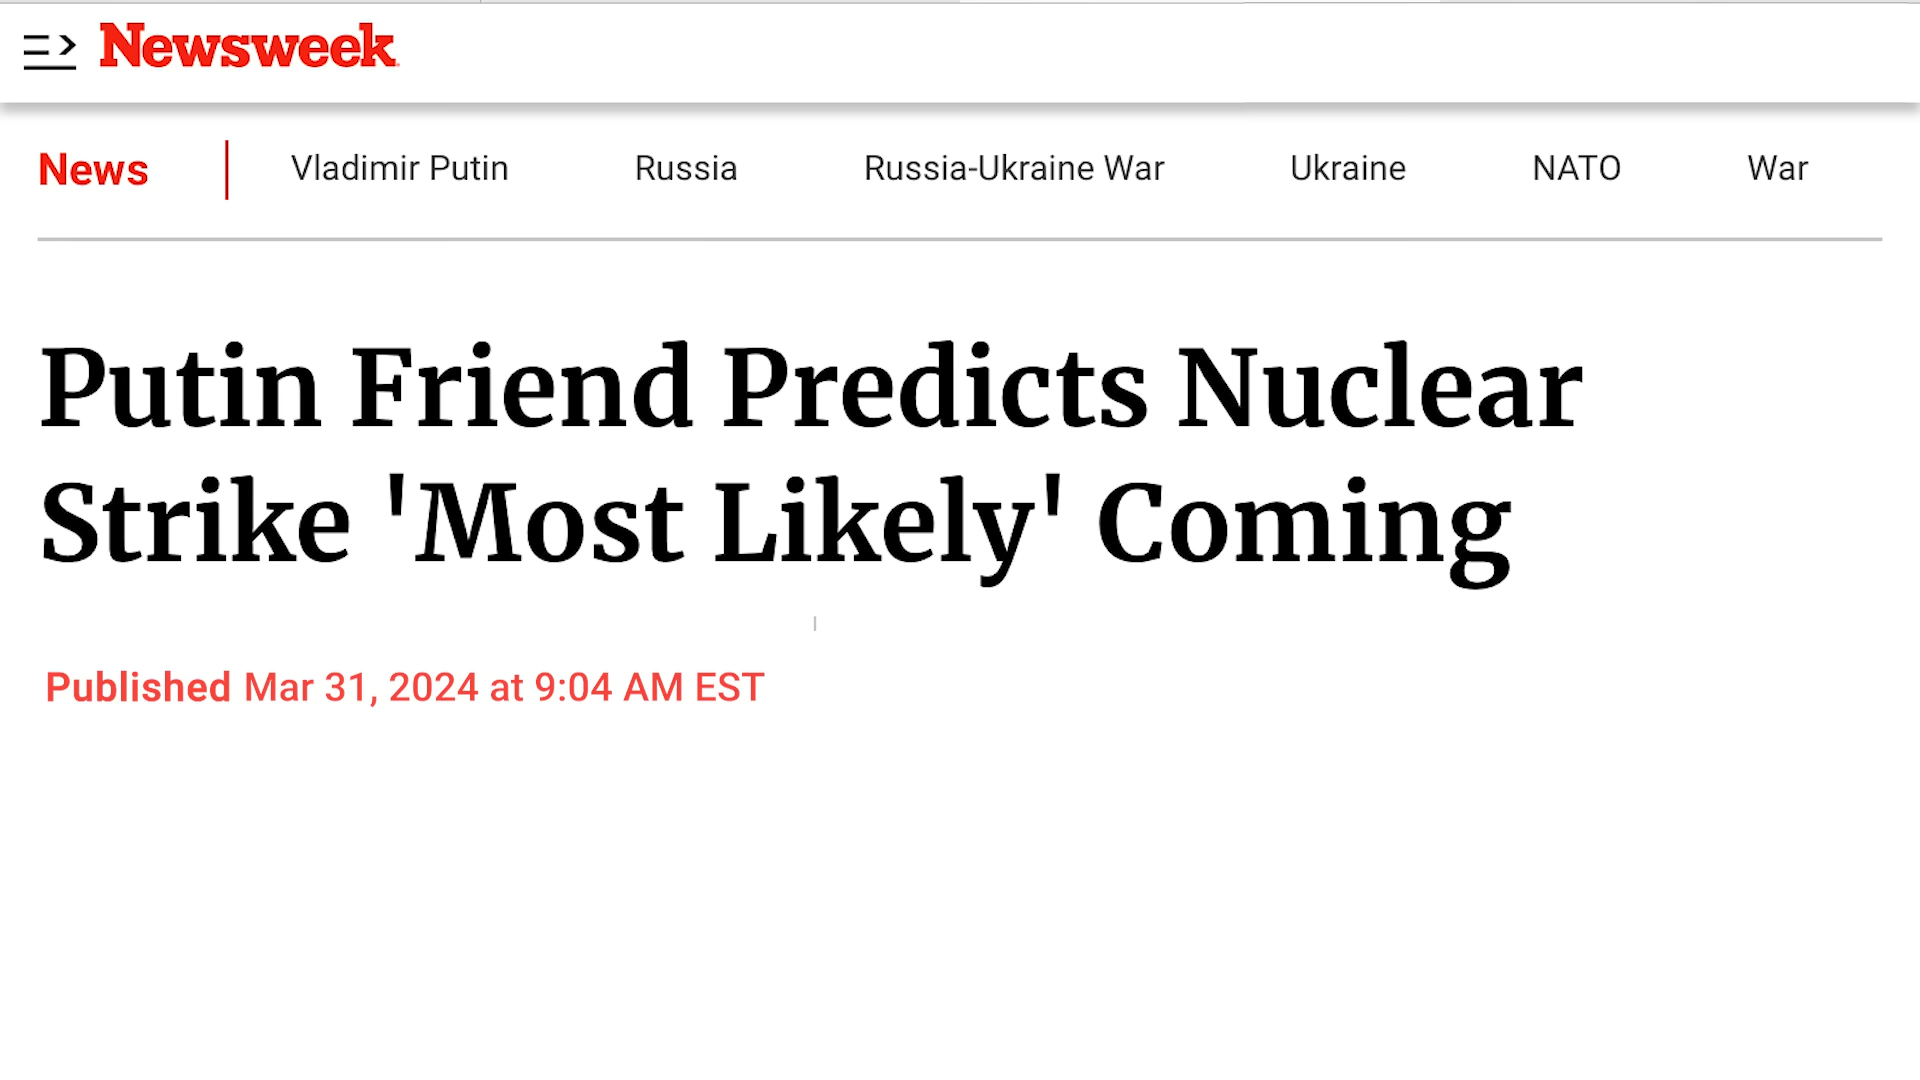 Newsweek
News Vladimir Putin Russia Russia-Ukraine War Ukraine NATO War
Putin Friend Predicts Nuclear
Strike 'Most Likely' Coming
Published Mar 31, 2024 at 9:04 AM EST